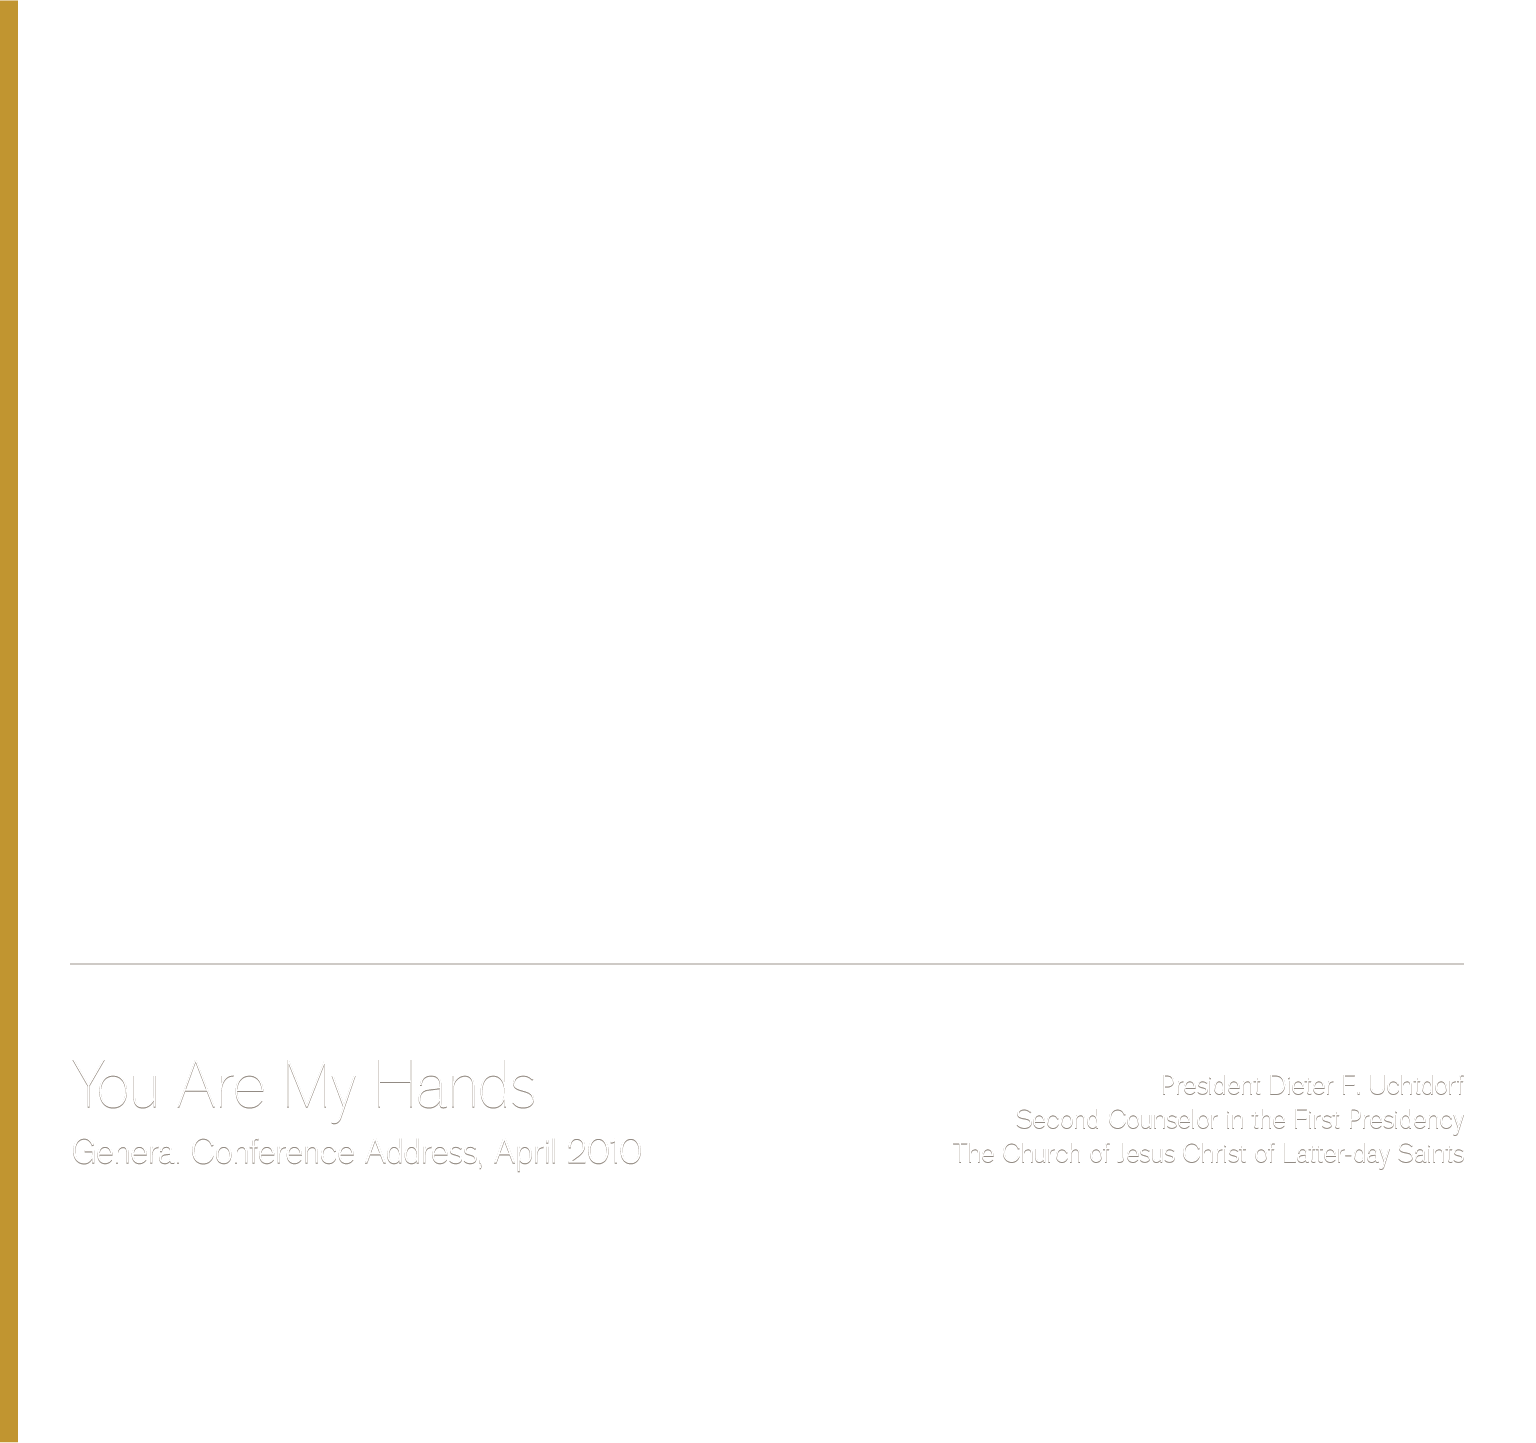 You Are My Hands
General Conference Address, April 2010
President Dieter F. Uchtdorf
Second Counselor in the First Presidency
The Church of Jesus Christ of Latter-day Saints